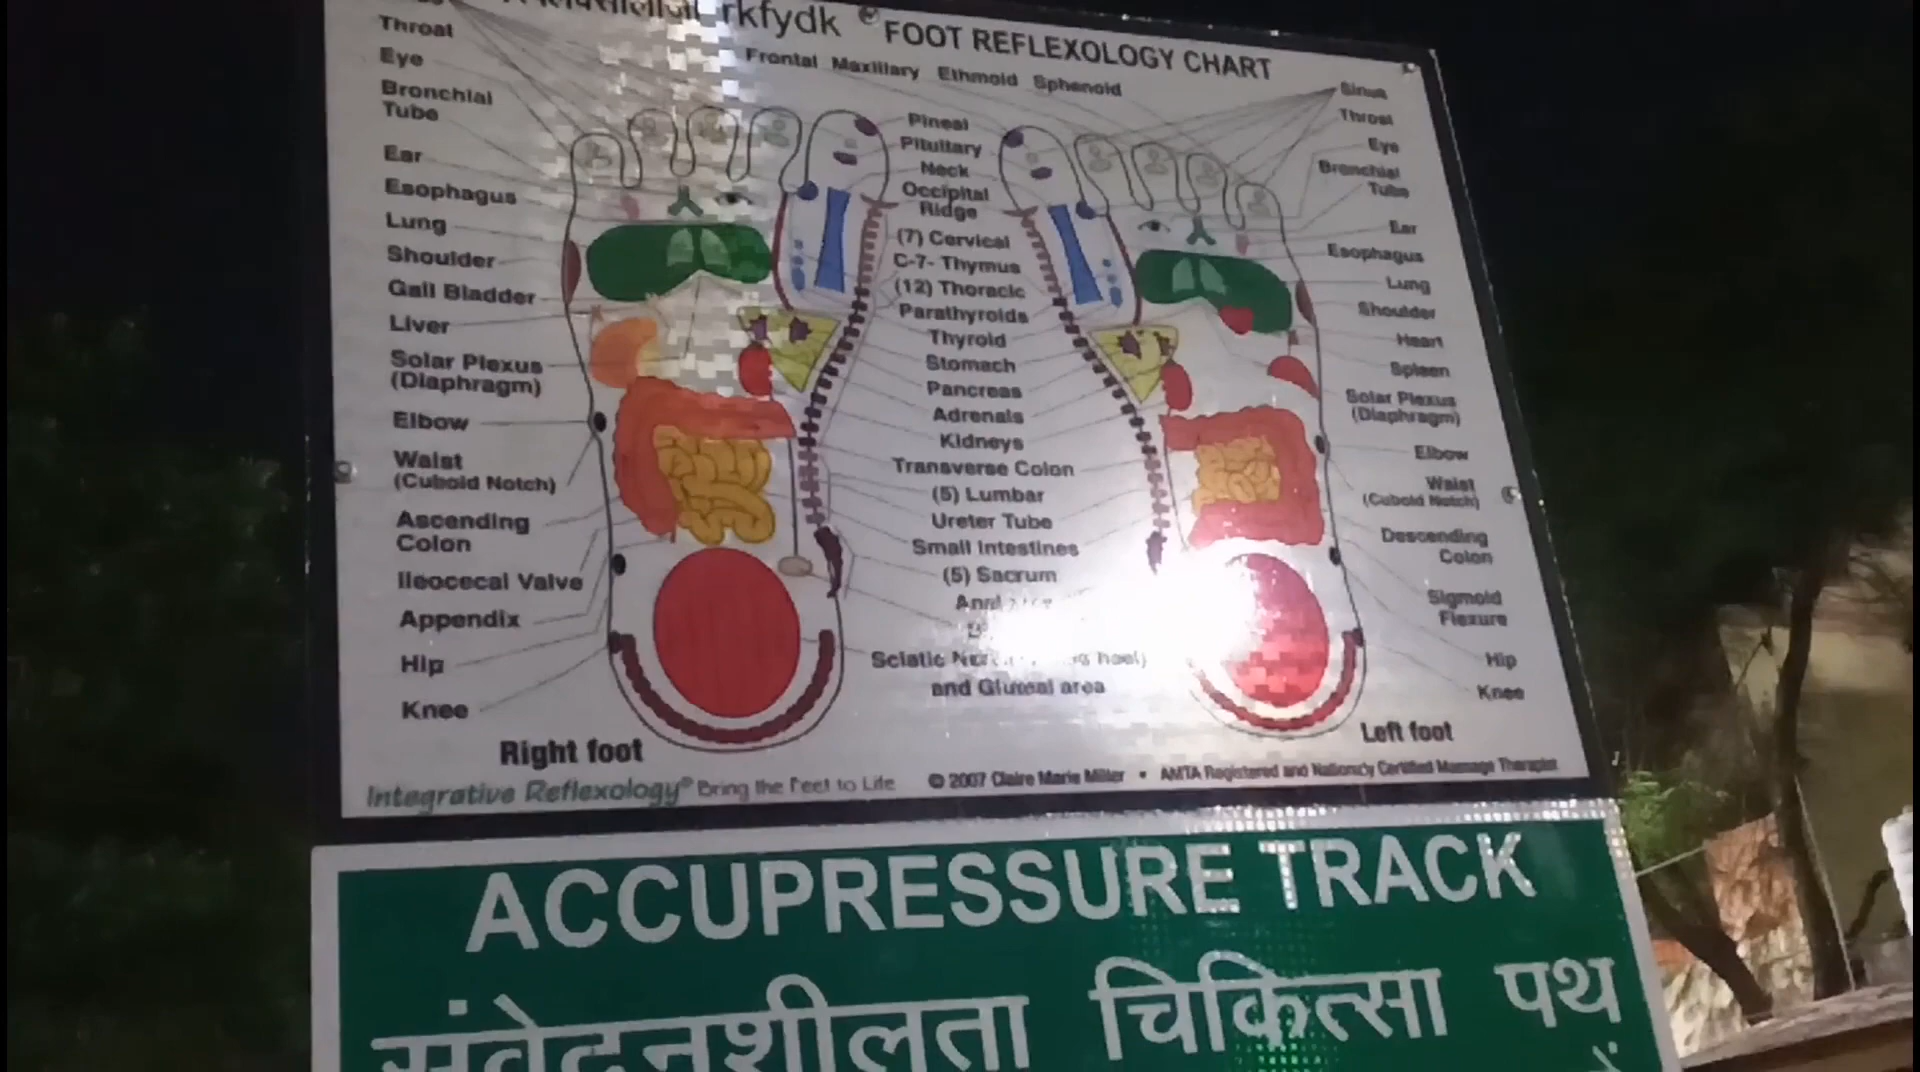 rkfydk
FOOT REFLEXOLOGY CHART
Frontal Maxillary Ethmoid Sphenoid
Throat
Eye
Bronchial
Tube
Ear
Esophagus
Lung
Shoulder
Gall Bladder
Liver
Solar Plexus
(Diaphragm)
Elbow
Waist
(Cuboid Notch)
Ascending
Colon
Ileocecal Valve
Appendix
Hip
Knee
Pineal
Pituitary
Neck
Occipital
Ridge
(7) Cervical
C-7- Thymus
(12) Thoracic
Parathyroids
Thyroid
Stomach
Pancreas
Adrenals
Kidneys
Transverse Colon
(5) Lumbar
Ureter Tube
Small Intestines
(5) Sacrum
Sciatic
and Gluteal area
Sinus
Throat
Eye
Bronchial
Tube
Ear
Esophagus
Lung
Shoulder
Heart
Spleen
Solar Plexus
(Diaphragm)
Elbow
Waist
(Cuboid Notch)
Descending
Colon
Sigmoid
Flexure
Hip
Knee
Right foot
Left foot
Integrative Reflexology® Bring the Feet to Life
© 2007 Claire Marie Miller • AMTA Registered and Nationally Certified Massage Therapist
ACCUPRESSURE TRACK
संवेदनशीलता चिकित्सा पथ